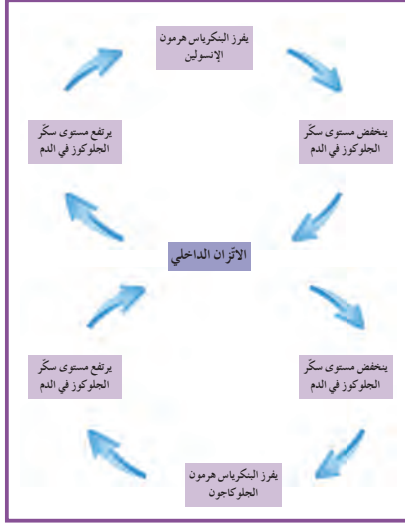 يفرز البنكرياس هرمون
الإنسولين
ينخفض مستوى سكّر
الجلوكوز في الدم
يرتفع مستوى سكّر
الجلوكوز في الدم
الاتّزان الداخلي
ينخفض مستوى سكّر
الجلوكوز في الدم
يرتفع مستوى سكّر
الجلوكوز في الدم
يفرز البنكرياس هرمون
الجلوكاجون